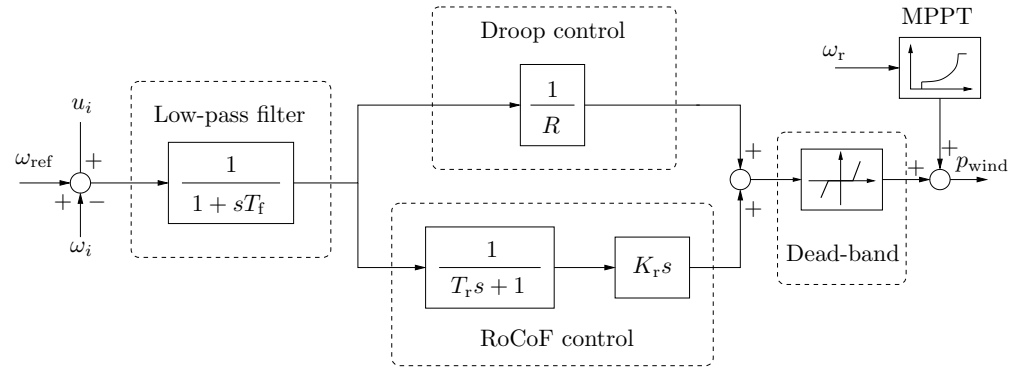 MPPT
Droop control
ω_r
u_i
Low-pass filter
1
R
ω_ref
+
+
+
p_wind
1
1 + sT_f
+
+
−
+
ω_i
Dead-band
1
T_r s + 1
K_r s
RoCoF control